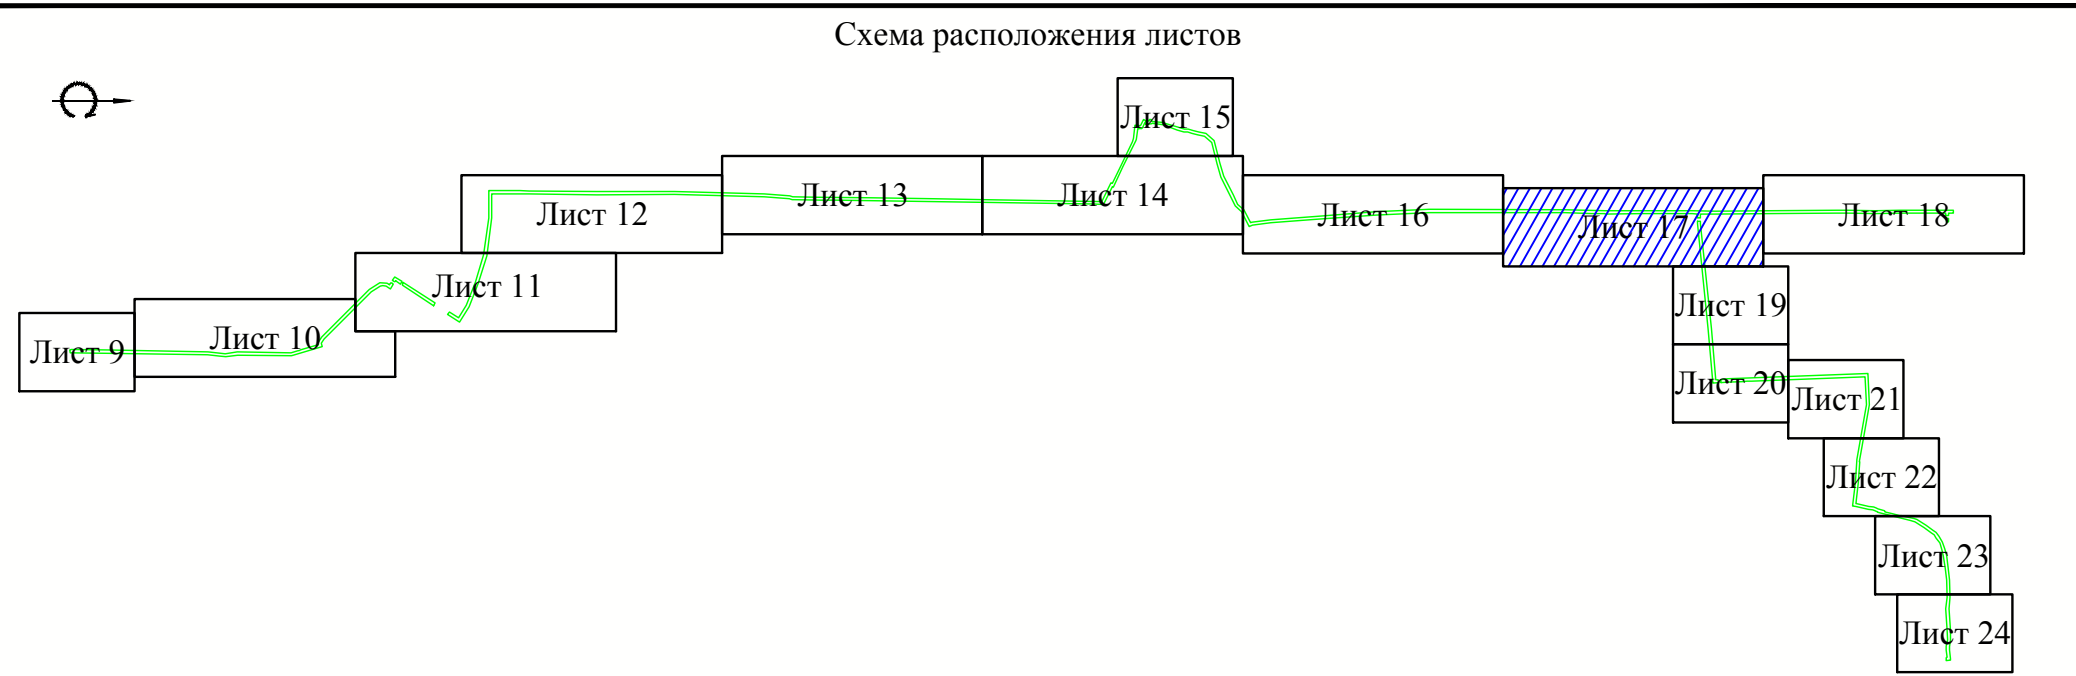 Схема расположения листов
Лист 9
Лист 10
Лист 11
Лист 12
Лист 13
Лист 14
Лист 15
Лист 16
Лист 17
Лист 18
Лист 19
Лист 20
Лист 21
Лист 22
Лист 23
Лист 24